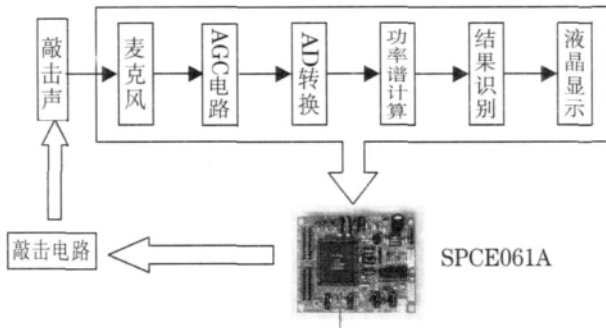 敲击声
麦克风
AGC电路
AD转换
功率谱计算
结果识别
液晶显示
敲击电路
SPCE061A